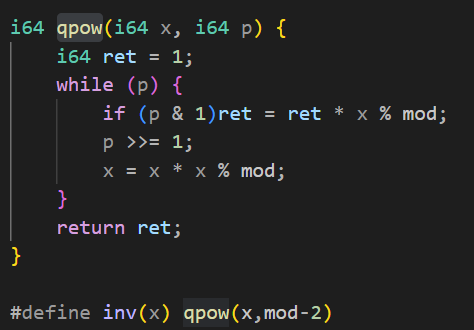 i64 qpow(i64 x, i64 p) {
    i64 ret = 1;
    while (p) {
        if (p & 1)ret = ret * x % mod;
        p >>= 1;
        x = x * x % mod;
    }
    return ret;
}
#define inv(x) qpow(x,mod-2)